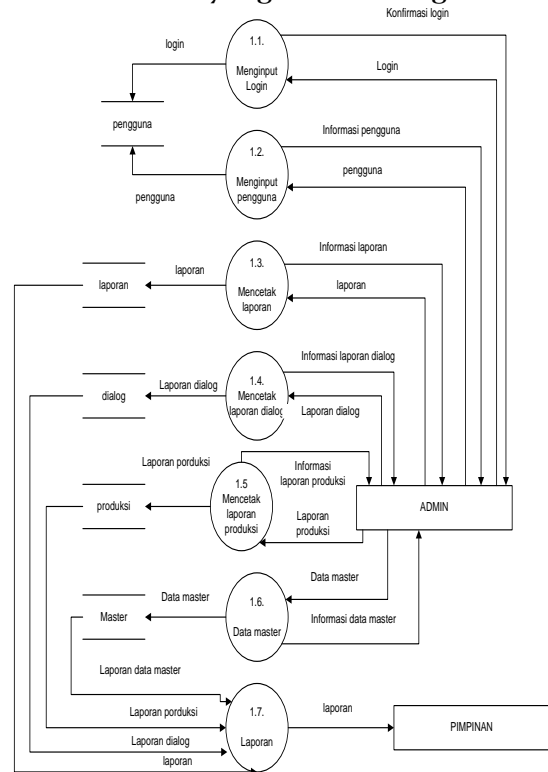 Konfirmasi login
1.1.
Menginput
Login
login
Login
pengguna
Informasi pengguna
1.2.
Menginput
pengguna
pengguna
pengguna
Informasi laporan
1.3.
Mencetak
laporan
laporan
laporan
laporan
Informasi laporan dialog
1.4.
Mencetak
laporan dialog
Laporan dialog
dialog
Laporan dialog
Laporan porduksi
Informasi
laporan produksi
1.5
Mencetak
laporan
produksi
produksi
ADMIN
Laporan
produksi
Data master
1.6.
Data master
Data master
Master
Informasi data master
Laporan data master
1.7.
Laporan
laporan
Laporan porduksi
PIMPINAN
Laporan dialog
laporan